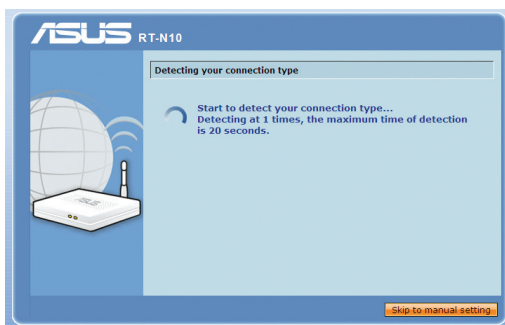 ASUS RT-N10
Detecting your connection type
Start to detect your connection type...
Detecting at 1 times, the maximum time of detection
is 20 seconds.
ASUS
Skip to manual setting